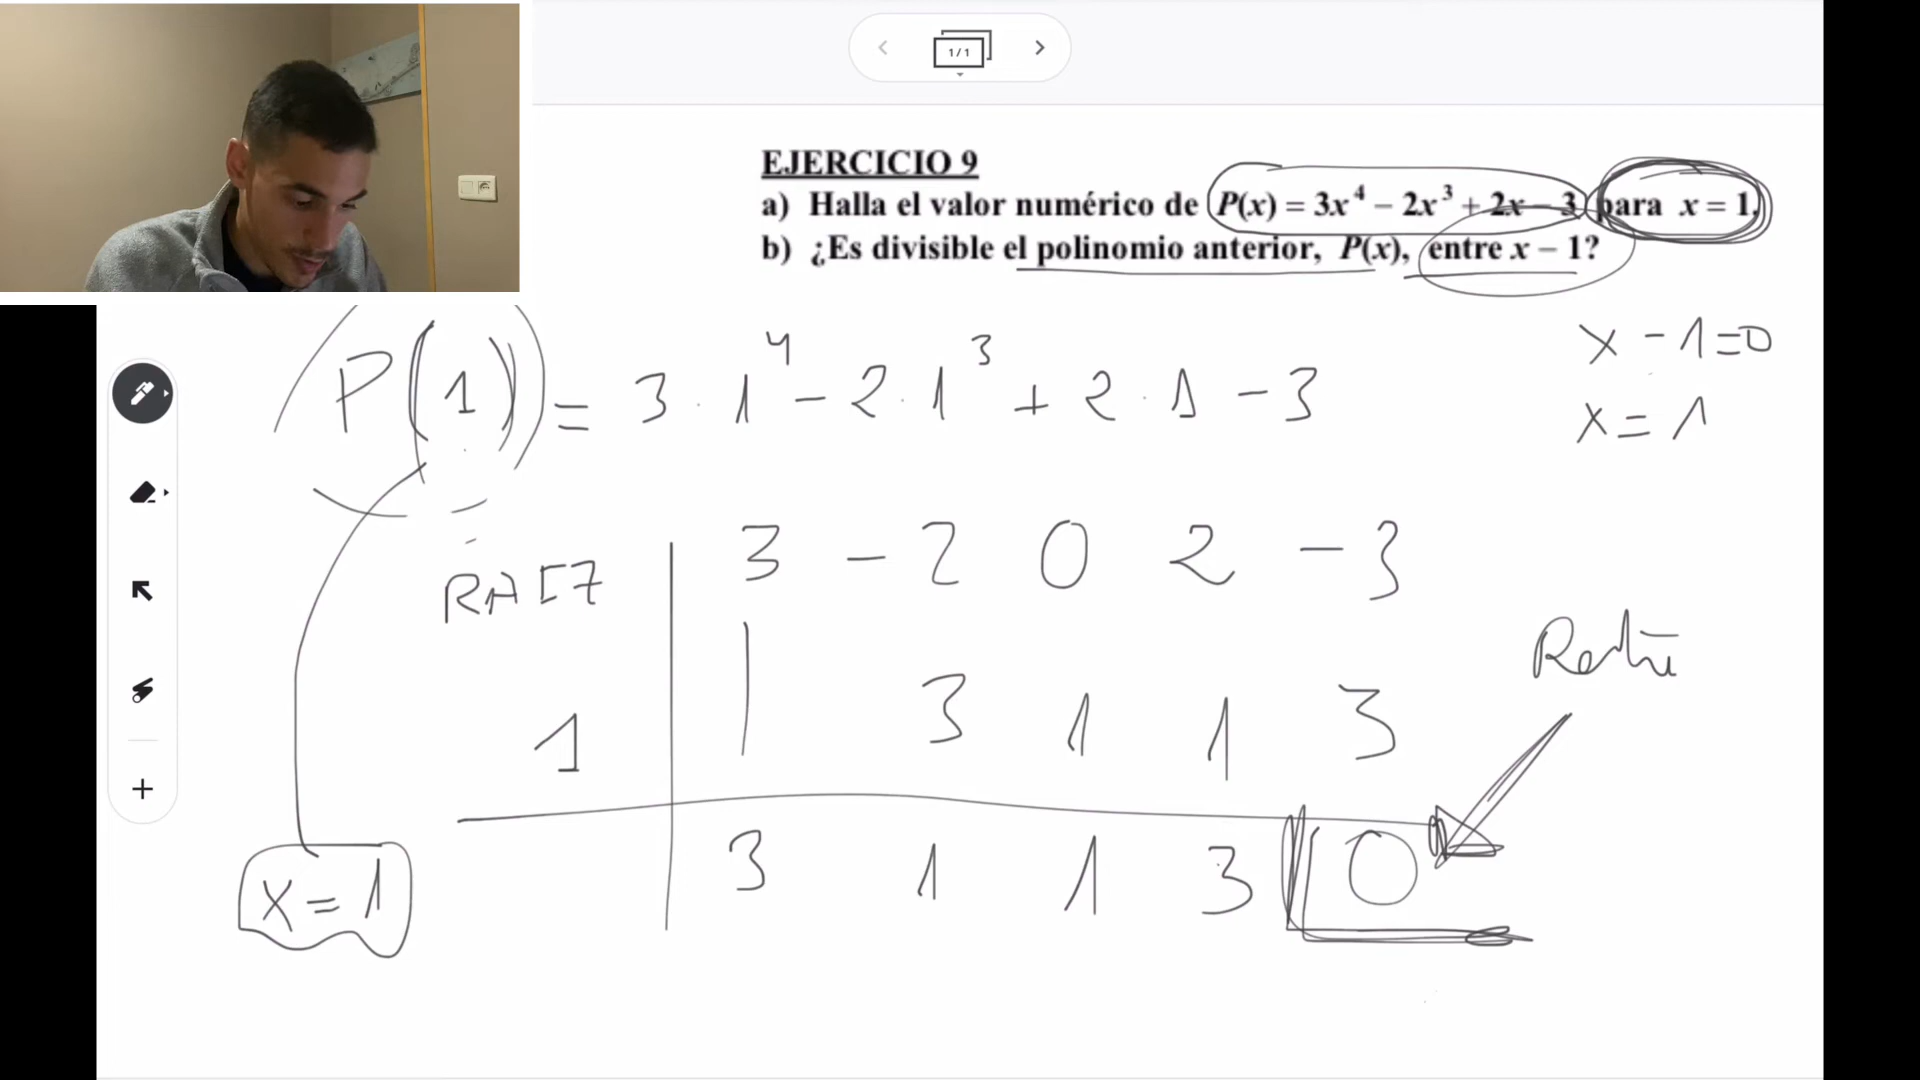 1/1
EJERCICIO 9
a) Halla el valor numérico de P(x) = 3x⁴ − 2x³ + 2x − 3 para x = 1.
b) ¿Es divisible el polinomio anterior, P(x), entre x − 1?
x - 1 = 0
x = 1
P(1) = 3 · 1⁴ - 2 · 1³ + 2 · 1 - 3
3 -2 0 2 -3
RAIZ
1 3 1 1 3
3 1 1 3 0
x = 1